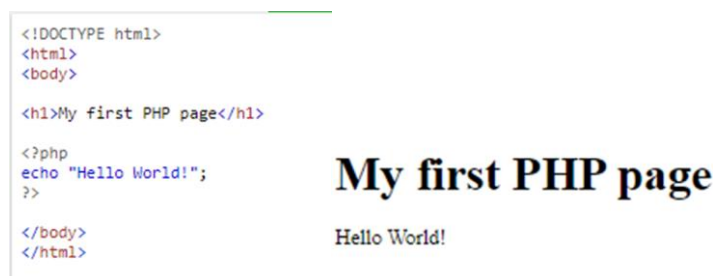 <!DOCTYPE html>
<html>
<body>
<h1>My first PHP page</h1>
<?php
echo "Hello World!";
?>
</body>
</html>
My first PHP page
Hello World!